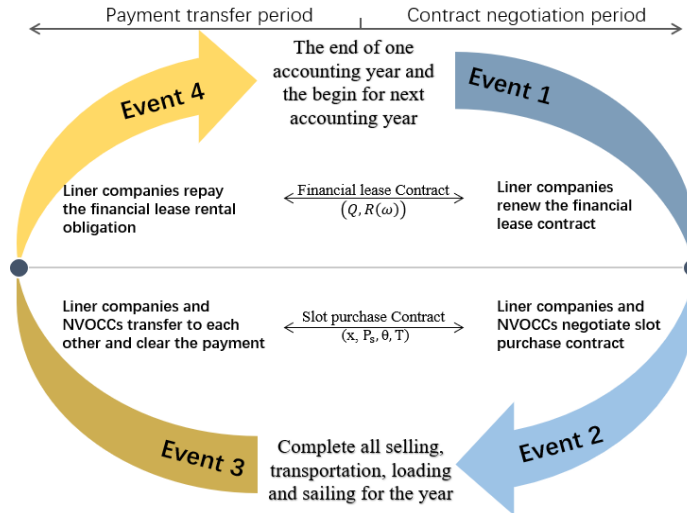 Payment transfer period
Contract negotiation period
The end of one
accounting year and
the begin for next
accounting year
Event 4
Event 1
Liner companies repay
the financial lease rental
obligation
Financial lease Contract
(Q, R(ω))
Liner companies
renew the financial
lease contract
Liner companies and
NVOCCs transfer to each
other and clear the payment
Slot purchase Contract
(x, Pₛ, θ, T)
Liner companies and
NVOCCs negotiate slot
purchase contract
Event 3
Event 2
Complete all selling,
transportation, loading
and sailing for the year